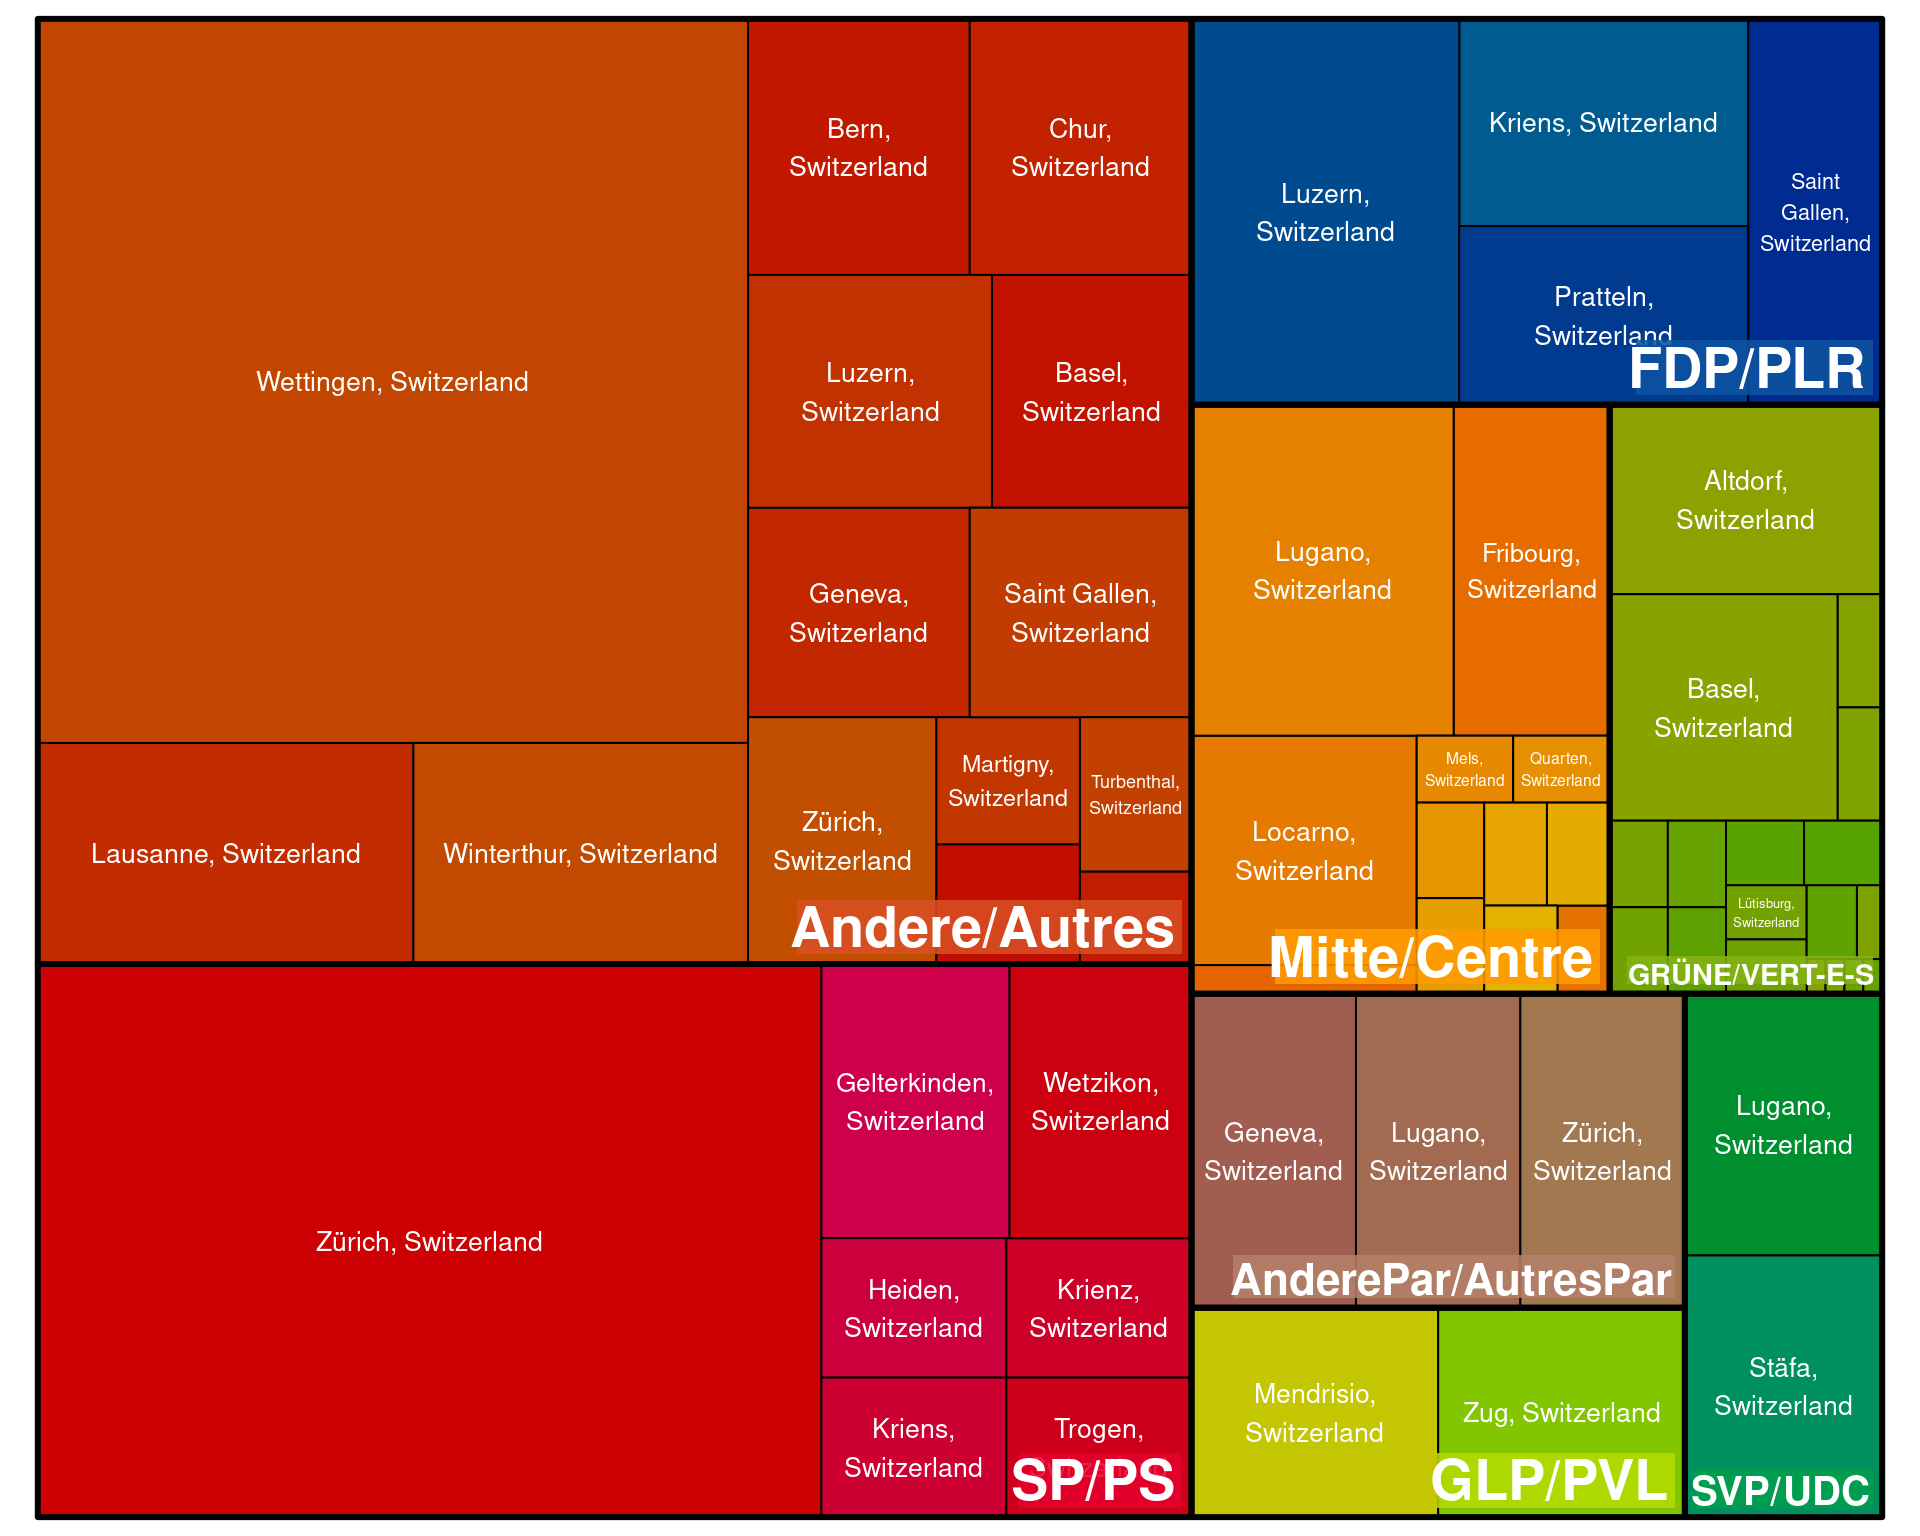 Wettingen, Switzerland
Bern,
Switzerland
Chur,
Switzerland
Luzern,
Switzerland
Basel,
Switzerland
Geneva,
Switzerland
Saint Gallen,
Switzerland
Lausanne, Switzerland
Winterthur, Switzerland
Zürich,
Switzerland
Martigny,
Switzerland
Turbenthal,
Switzerland
Andere/Autres
Zürich, Switzerland
Gelterkinden,
Switzerland
Wetzikon,
Switzerland
Heiden,
Switzerland
Krienz,
Switzerland
Kriens,
Switzerland
Trogen,
SP/PS
Luzern,
Switzerland
Kriens, Switzerland
Pratteln,
Switzerland
Saint
Gallen,
Switzerland
FDP/PLR
Lugano,
Switzerland
Fribourg,
Switzerland
Locarno,
Switzerland
Mels,
Switzerland
Quarten,
Switzerland
Mitte/Centre
Altdorf,
Switzerland
Basel,
Switzerland
Lütisburg,
Switzerland
GRÜNE/VERT-E-S
Geneva,
Switzerland
Lugano,
Switzerland
Zürich,
Switzerland
AnderePar/AutresPar
Mendrisio,
Switzerland
Zug, Switzerland
GLP/PVL
Lugano,
Switzerland
Stäfa,
Switzerland
SVP/UDC